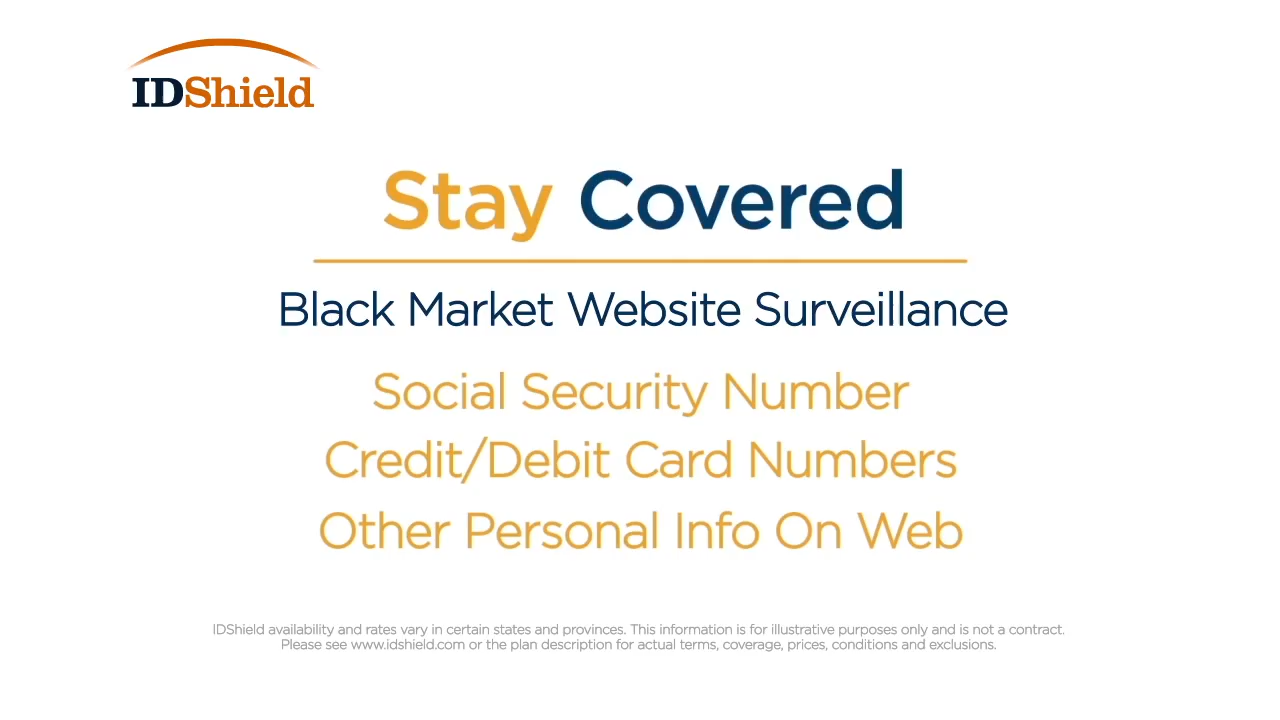 IDShield
Stay Covered
Black Market Website Surveillance
Social Security Number
Credit/Debit Card Numbers
Other Personal Info On Web
IDShield availability and rates vary in certain states and provinces. This information is for illustrative purposes only and is not a contract.
Please see www.idshield.com or the plan description for actual terms, coverage, prices, conditions and exclusions.